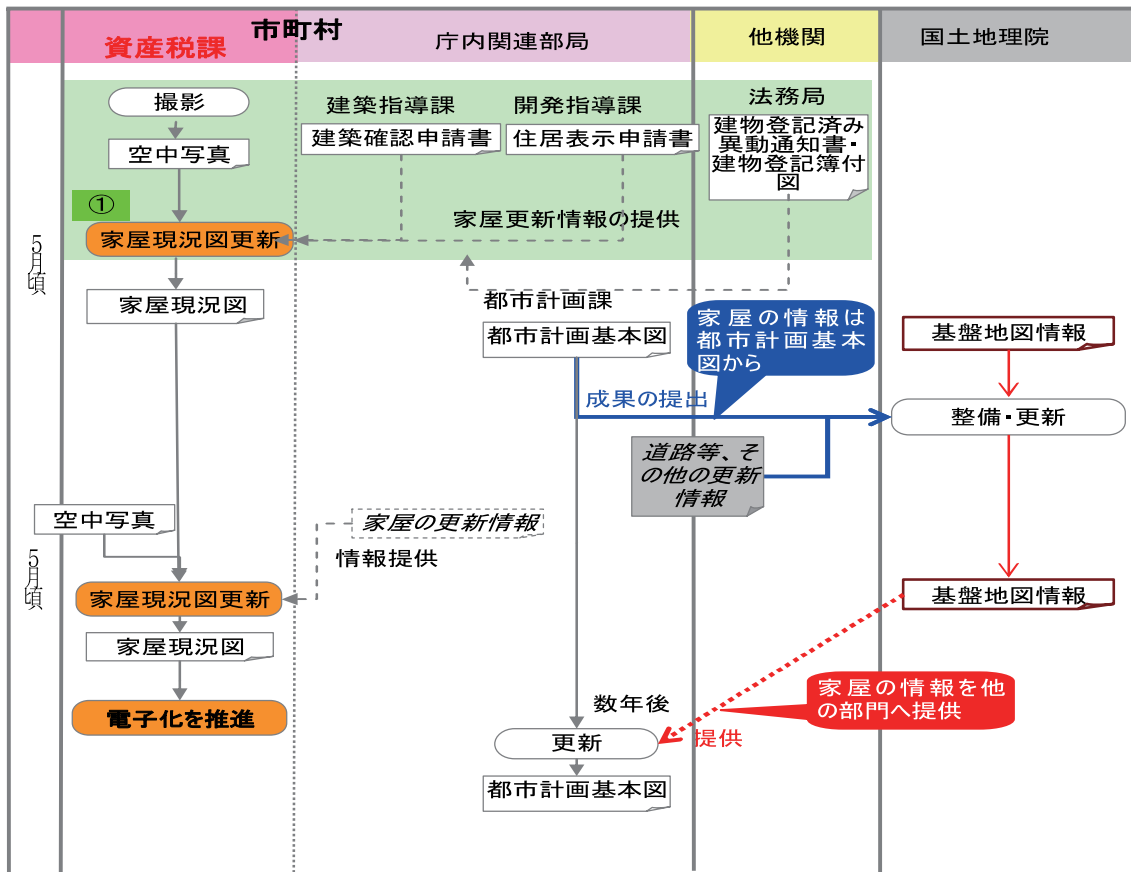 市町村
資産税課
庁内関連部局
他機関
国土地理院
撮影
空中写真
建築指導課
建築確認申請書
開発指導課
住居表示申請書
法務局
建物登記済み
異動通知書・
建物登記簿付
図
①
家屋現況図更新
家屋更新情報の提供
5月頃
家屋現況図
都市計画課
都市計画基本図
家屋の情報は
都市計画基本
図から
基盤地図情報
成果の提出
整備・更新
道路等、そ
の他の更新
情報
空中写真
家屋の更新情報
情報提供
5月頃
家屋現況図更新
基盤地図情報
家屋現況図
家屋の情報を他
の部門へ提供
電子化を推進
数年後
更新
提供
都市計画基本図